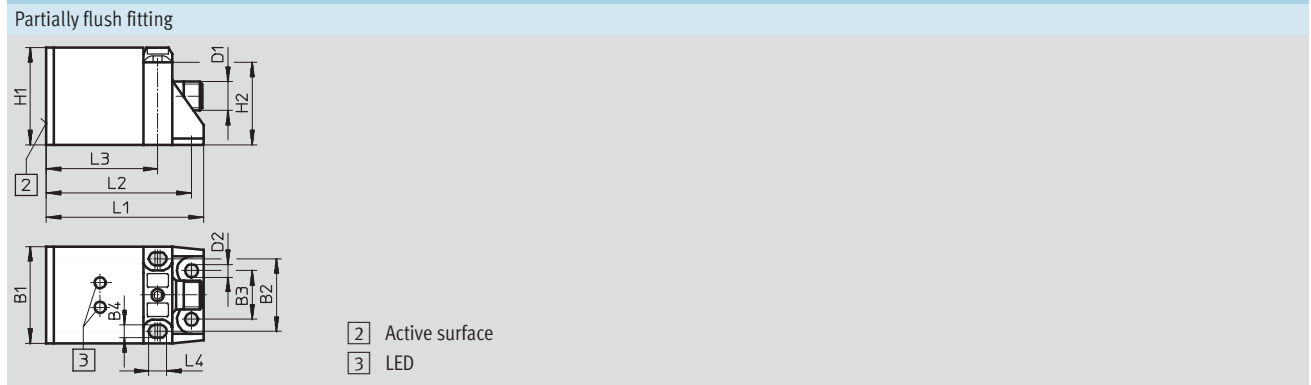 Partially flush fitting
H1
D1
H2
L3
2
L2
L1
D2
B1
B4
B3
B2
3
L4
2 Active surface
3 LED